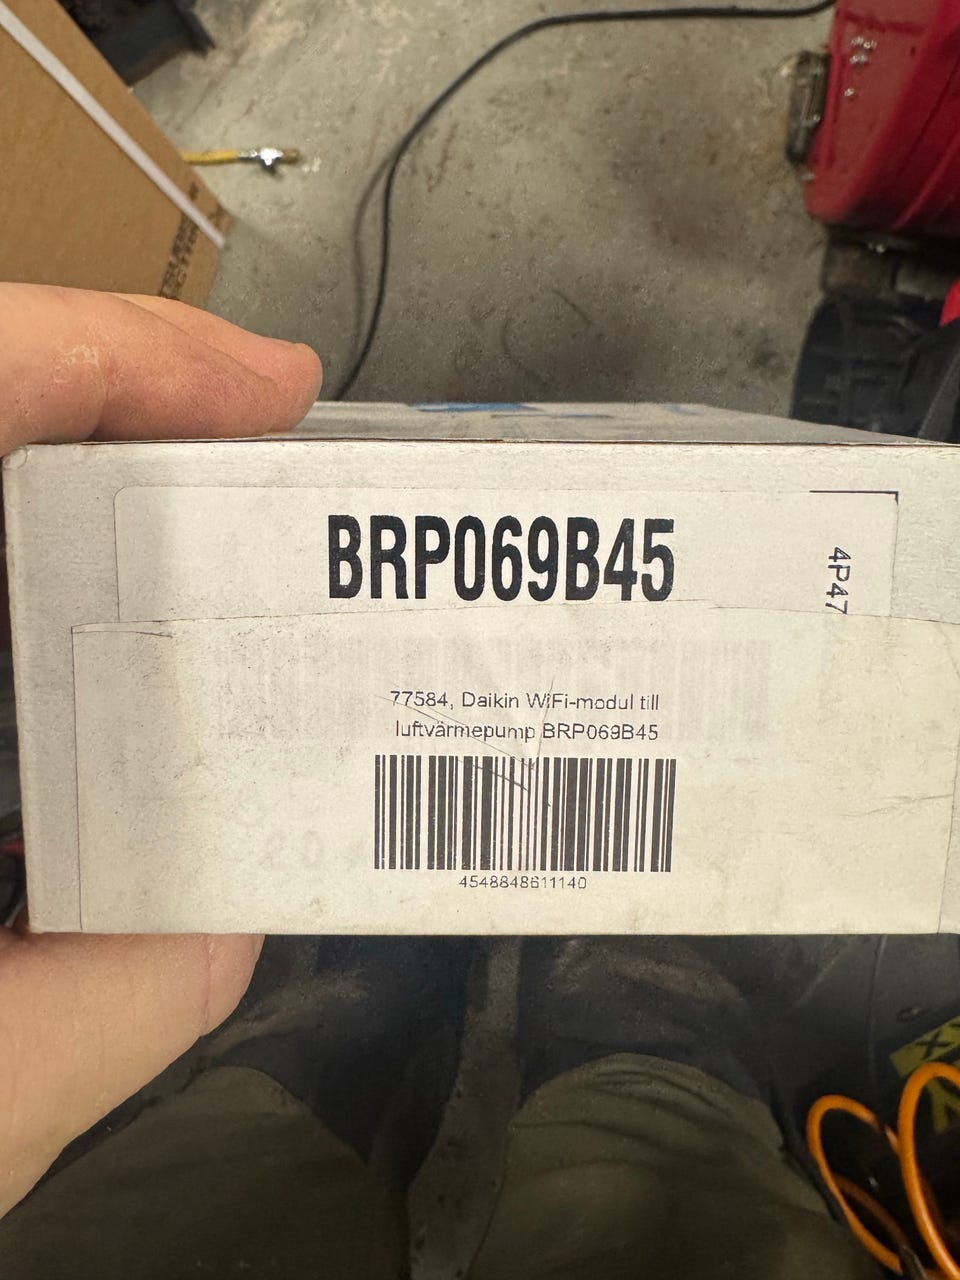 BRP069B45
4P47
77584, Daikin WiFi-modul till
luftvärmepump BRP069B45
4548848611140